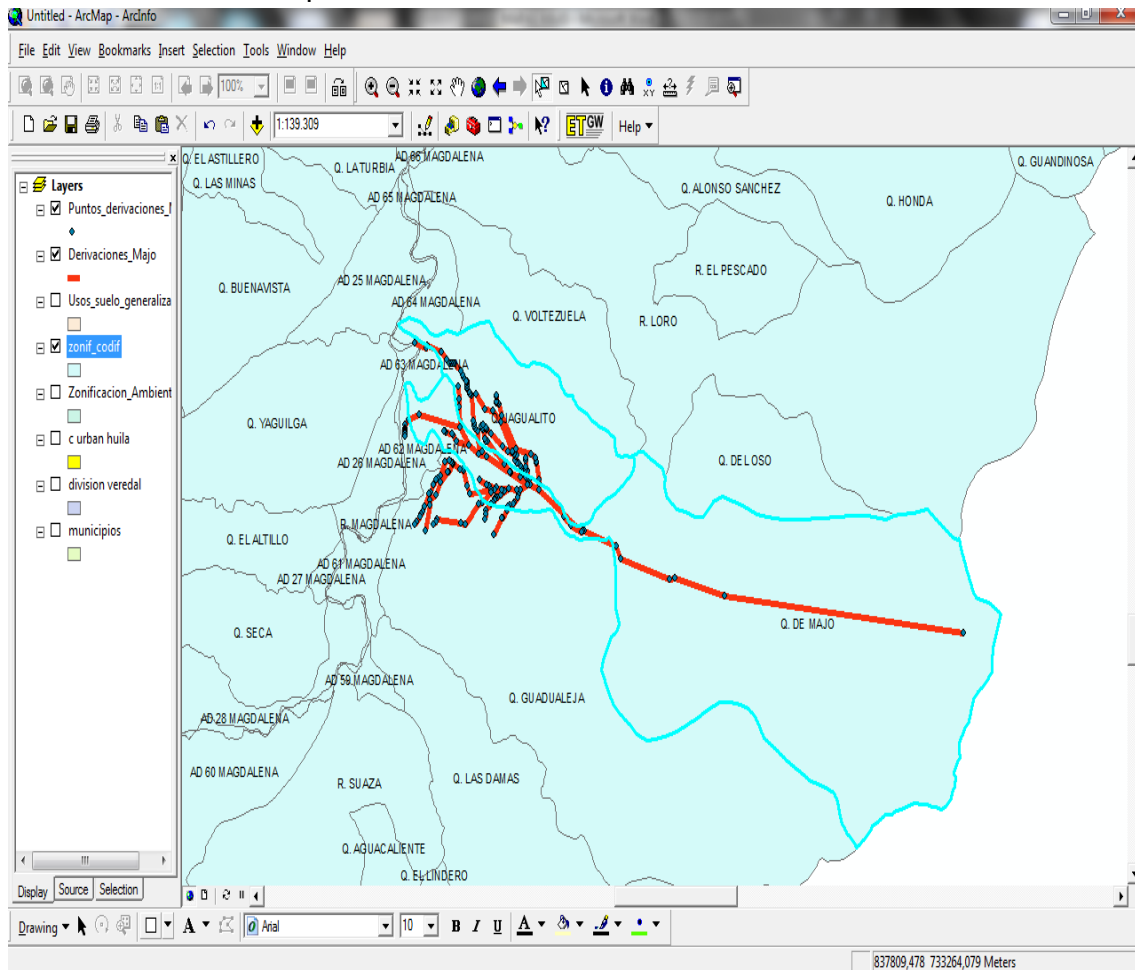 Untitled - ArcMap - ArcInfo
File Edit View Bookmarks Insert Selection Tools Window Help
100%
1:139.309
ET GW Help
Layers
Puntos_derivaciones_
Derivaciones_Majo
Usos_suelo_generaliza
zonif_codif
Zonificacion_Ambient
c urban huila
division veredal
municipios
Display Source Selection
Q. EL ASTILLERO
Q. LAS MINAS
Q. LATURBIA
AD 66 MAGDALENA
AD 65 MAGDALENA
Q. ALONSO SANCHEZ
Q. HONDA
Q. GUANDINOSA
R. EL PESCADO
Q. BUENAVISTA
AD 25 MAGDALENA
AD 64 MAGDALENA
Q. VOLTEZUELA
R. LORO
AD 63 MAGDALENA
Q. YAGUILGA
JAGUALITO
AD 62 MAGDALENA
AD 26 MAGDALENA
Q. DEL OSO
R. MAGDALENA
Q. EL ALTILLO
AD 61 MAGDALENA
AD 27 MAGDALENA
Q. DE MAJO
Q. SECA
AD 59 MAGDALENA
Q. GUADUALEJA
AD 28 MAGDALENA
AD 60 MAGDALENA
R. SUAZA
Q. LAS DAMAS
Q. AGUACALIENTE
Q. EL LINDERO
Drawing A Arial 10 B I U A
837809,478 733264,079 Meters